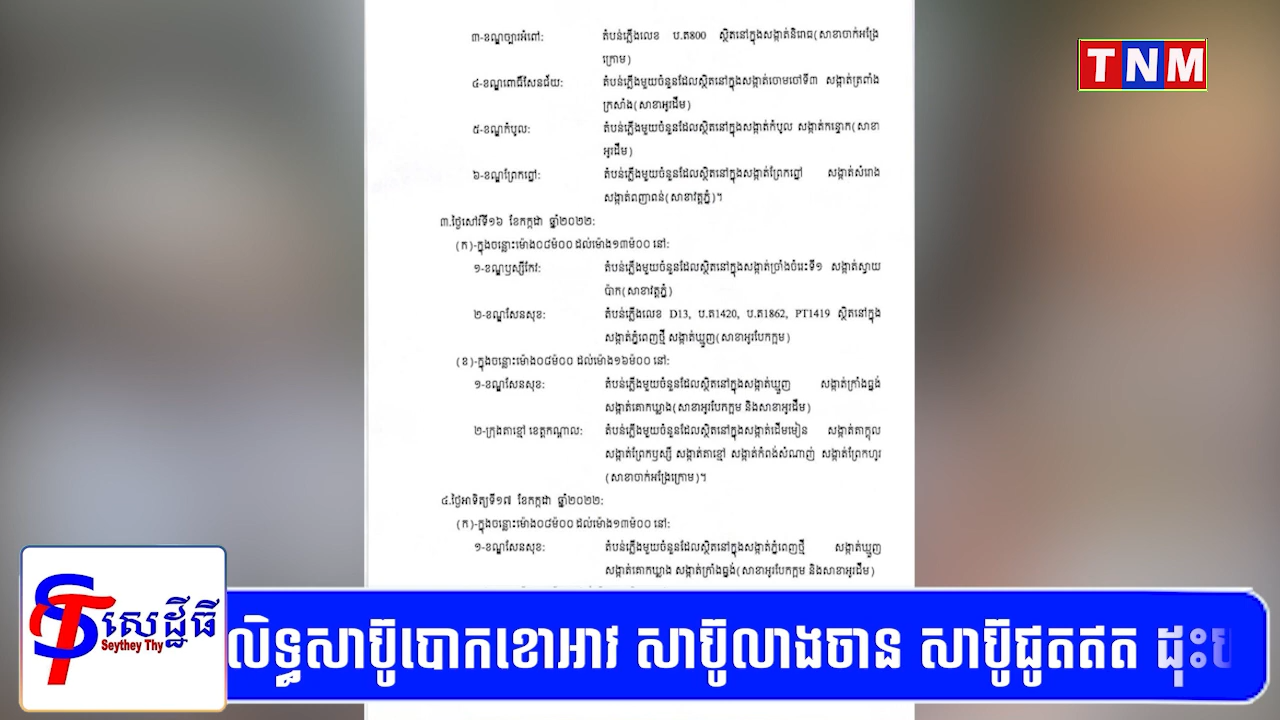 ៣-ខណ្ឌច្បារអំពៅ: តំបន់ភ្លើងលេខ ប.ត800 ស្ថិតនៅក្នុងសង្កាត់និរោធ(សាខាចាក់អង្រែ
ក្រោម)
TNM
៤-ខណ្ឌពោធិ៍សែនជ័យ: តំបន់ភ្លើងមួយចំនួនដែលស្ថិតនៅក្នុងសង្កាត់ចោមចៅទី៣ សង្កាត់ត្រពាំង
ក្រសាំង(សាខាអូរដឹម)
៥-ខណ្ឌកំបូល: តំបន់ភ្លើងមួយចំនួនដែលស្ថិតនៅក្នុងសង្កាត់កំបូល សង្កាត់កន្ទោក(សាខា
អូរដឹម)
៦-ខណ្ឌព្រែកព្នៅ: តំបន់ភ្លើងមួយចំនួនដែលស្ថិតនៅក្នុងសង្កាត់ព្រែកព្នៅ សង្កាត់សំរោង
សង្កាត់ពញាពន់(សាខាវត្តភ្នំ)។
៣.ថ្ងៃសៅរ៍ទី១៦ ខែកក្កដា ឆ្នាំ២០២២:
(ក)-ក្នុងចន្លោះម៉ោង០៨ម៉០០ ដល់ម៉ោង១៣ម៉០០ នៅ:
១-ខណ្ឌឫស្សីកែវ: តំបន់ភ្លើងមួយចំនួនដែលស្ថិតនៅក្នុងសង្កាត់ច្រាំងចំរេះទី១ សង្កាត់ស្វាយ
ប៉ាក(សាខាវត្តភ្នំ)
២-ខណ្ឌសែនសុខ: តំបន់ភ្លើងលេខ D13, ប.ត1420, ប.ត1862, PT1419 ស្ថិតនៅក្នុង
សង្កាត់ភ្នំពេញថ្មី សង្កាត់ឃ្មួញ(សាខាអូរបែកក្អម)
(ខ)-ក្នុងចន្លោះម៉ោង០៨ម៉០០ ដល់ម៉ោង១៦ម៉០០ នៅ:
១-ខណ្ឌសែនសុខ: តំបន់ភ្លើងមួយចំនួនដែលស្ថិតនៅក្នុងសង្កាត់ឃ្មួញ សង្កាត់ក្រាំងធ្នង់
សង្កាត់គោកឃ្លាង(សាខាអូរបែកក្អម និងសាខាអូរដឹម)
២-ក្រុងតាខ្មៅ ខេត្តកណ្តាល: តំបន់ភ្លើងមួយចំនួនដែលស្ថិតនៅក្នុងសង្កាត់ដើមមៀន សង្កាត់តាក្ដុល
សង្កាត់ព្រែកឫស្សី សង្កាត់តាខ្មៅ សង្កាត់កំពង់សំណាញ់ សង្កាត់ព្រែកហូរ
(សាខាចាក់អង្រែក្រោម)។
៤.ថ្ងៃអាទិត្យទី១៧ ខែកក្កដា ឆ្នាំ២០២២:
(ក)-ក្នុងចន្លោះម៉ោង០៨ម៉០០ ដល់ម៉ោង១៣ម៉០០ នៅ:
១-ខណ្ឌសែនសុខ: តំបន់ភ្លើងមួយចំនួនដែលស្ថិតនៅក្នុងសង្កាត់ភ្នំពេញថ្មី សង្កាត់ឃ្មួញ
សង្កាត់គោកឃ្លាង សង្កាត់ក្រាំងធ្នង់(សាខាអូរបែកក្អម និងសាខាអូរដឹម)
ST សេដ្ឋីធី
Seythey Thy
លិទ្ធសាប៊ូបោកខោអាវ សាប៊ូលាងចាន សាប៊ូជូតឥត ដុះ